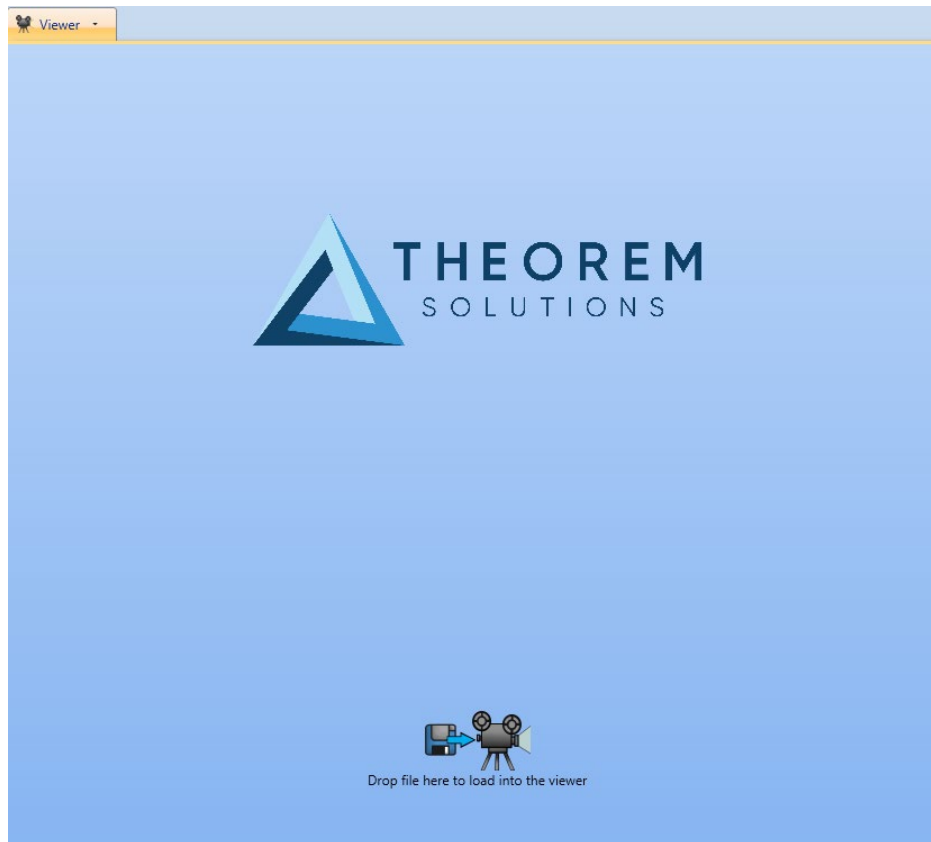 Viewer
THEOREM
SOLUTIONS
Drop file here to load into the viewer